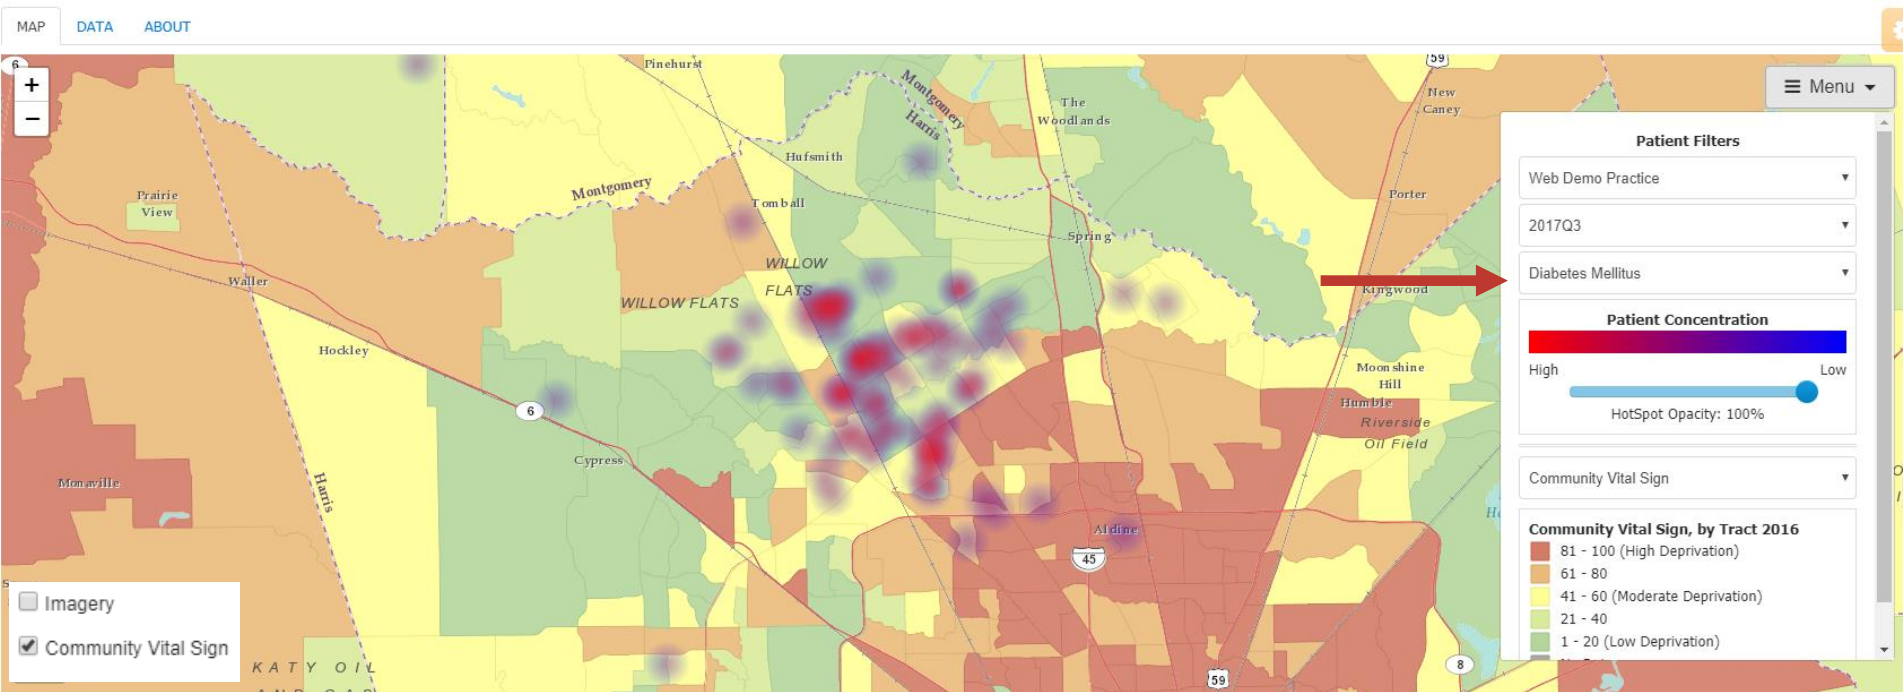 MAP DATA ABOUT
6
+
−
Pinehurst
Montgomery
Harris
The
Woodlands
59
New
Caney
Menu
Hufsmith
Montgomery
Prairie
View
Tomball
Porter
Spring
WILLOW
FLATS
Waller
WILLOW FLATS
Kingwood
Hockley
Moonshine
Hill
Humble
Riverside
Oil Field
6
Cypress
Monaville
Harris
Aldine
45
8
59
KATY OIL
Imagery
Community Vital Sign
Patient Filters
Web Demo Practice
2017Q3
Diabetes Mellitus
Patient Concentration
High Low
HotSpot Opacity: 100%
Community Vital Sign
Community Vital Sign, by Tract 2016
81 - 100 (High Deprivation)
61 - 80
41 - 60 (Moderate Deprivation)
21 - 40
1 - 20 (Low Deprivation)